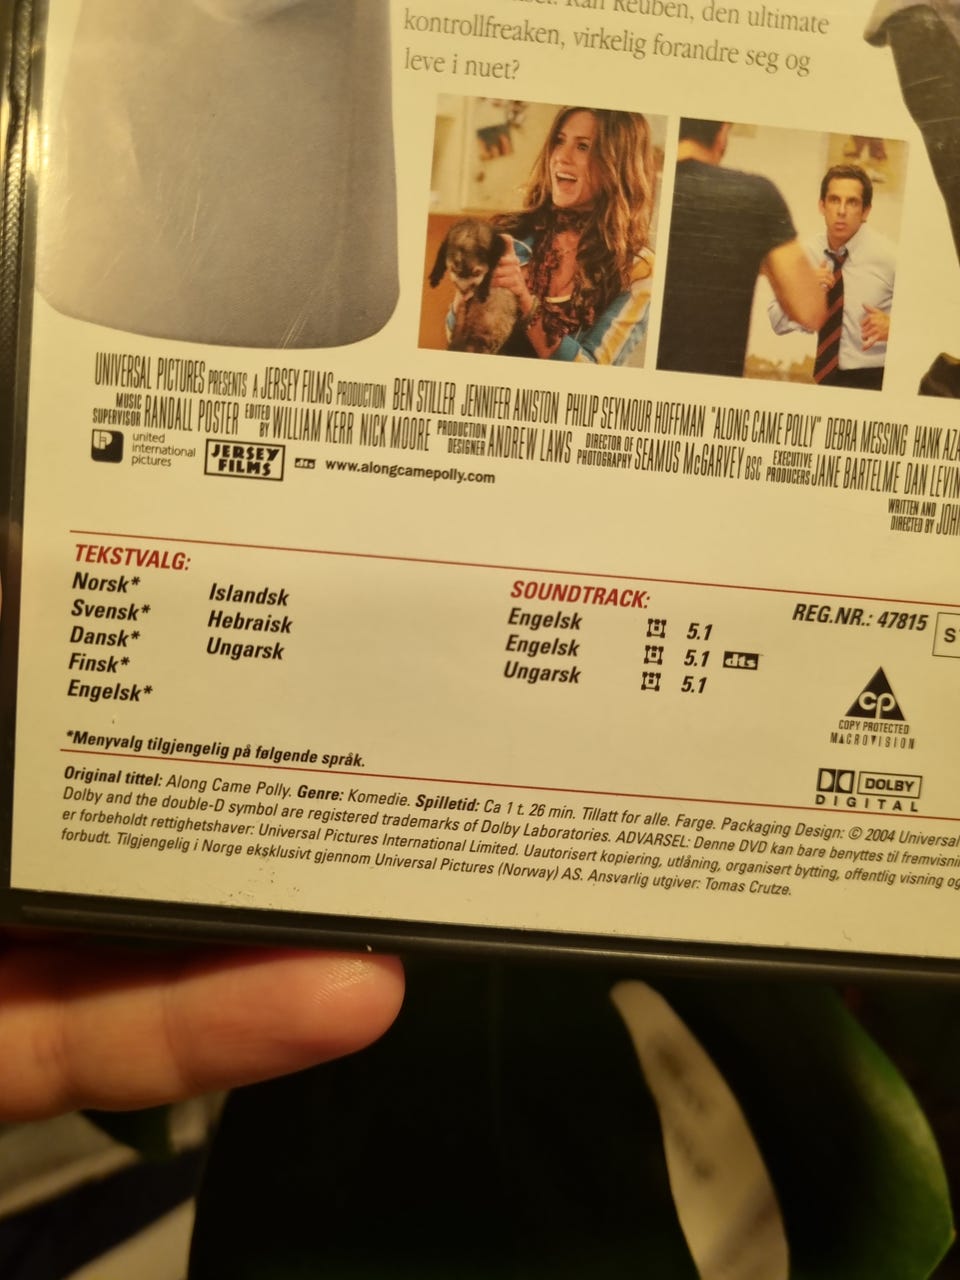 Reuben, den ultimate
kontrollfreaken, virkelig forandre seg og
leve i nuet?
UNIVERSAL PICTURES PRESENTS A JERSEY FILMS PRODUCTION BEN STILLER JENNIFER ANISTON PHILIP SEYMOUR HOFFMAN "ALONG CAME POLLY" DEBRA MESSING HANK
MUSIC SUPERVISOR RANDALL POSTER EDITED BY WILLIAM KERR NICK MOORE PRODUCTION DESIGNER ANDREW LAWS DIRECTOR OF PHOTOGRAPHY SEAMUS McGARVEY BSC EXECUTIVE PRODUCERS JANE BARTELME DAN
WRITTEN AND DIRECTED BY
united
international
pictures
JERSEY
FILMS
dts www.alongcamepolly.com
TEKSTVALG:
Norsk*
Svensk*
Dansk*
Finsk*
Engelsk*
Islandsk
Hebraisk
Ungarsk
SOUNDTRACK:
Engelsk 5.1
Engelsk 5.1 dts
Ungarsk 5.1
REG.NR.: 47815
cp
COPY PROTECTED
MACROVISION
DOLBY
DIGITAL
*Menyvalg tilgjengelig på følgende språk.
Original tittel: Along Came Polly. Genre: Komedie. Spilletid: Ca 1 t. 26 min. Tillatt for alle. Farge. Packaging Design: © 2004 Universal
Dolby and the double-D symbol are registered trademarks of Dolby Laboratories. ADVARSEL: Denne DVD kan bare benyttes til
er forbeholdt rettighetshaver: Universal Pictures International Limited. Uautorisert kopiering, utlåning, organisert bytting, offentlig visning
forbudt. Tilgjengelig i Norge eksklusivt gjennom Universal Pictures (Norway) AS. Ansvarlig utgiver: Tomas Crutze.